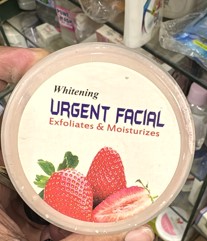 Whitening
URGENT FACIAL
Exfoliates & Moisturizes